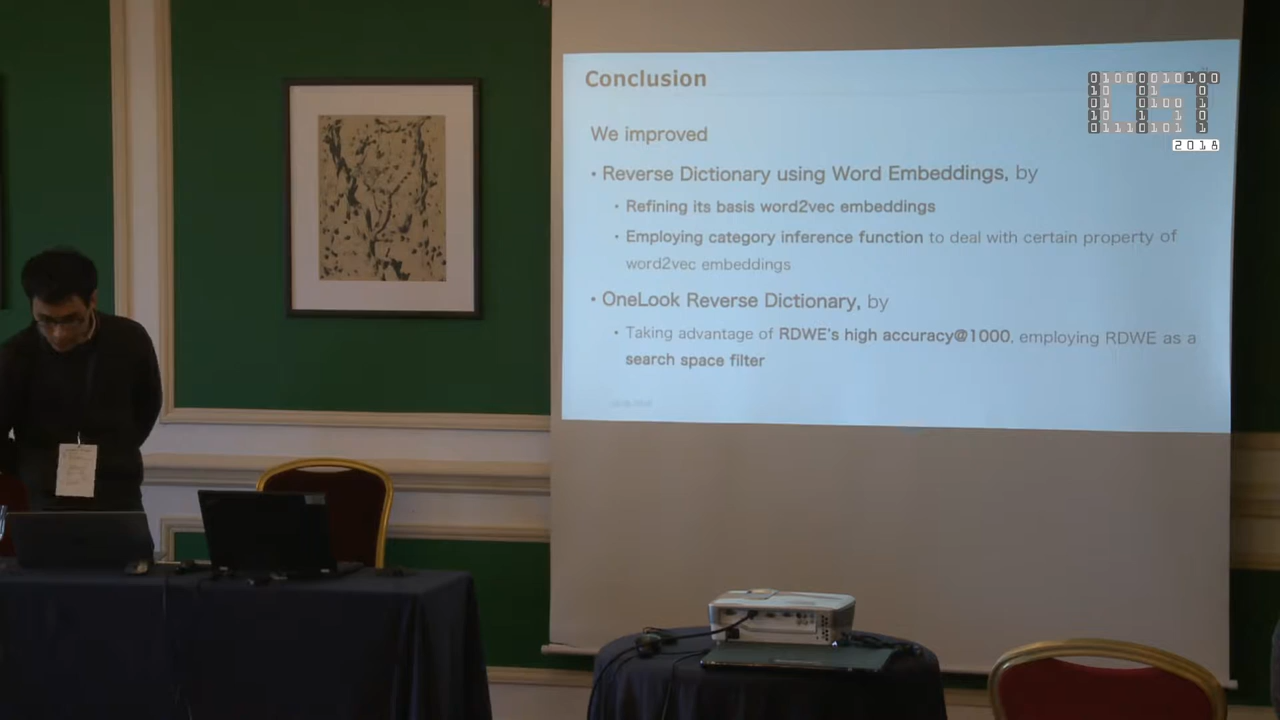 Conclusion
We improved
• Reverse Dictionary using Word Embeddings, by
• Refining its basis word2vec embeddings
• Employing category inference function to deal with certain property of
word2vec embeddings
• OneLook Reverse Dictionary, by
• Taking advantage of RDWE's high accuracy@1000, employing RDWE as a
search space filter
2018